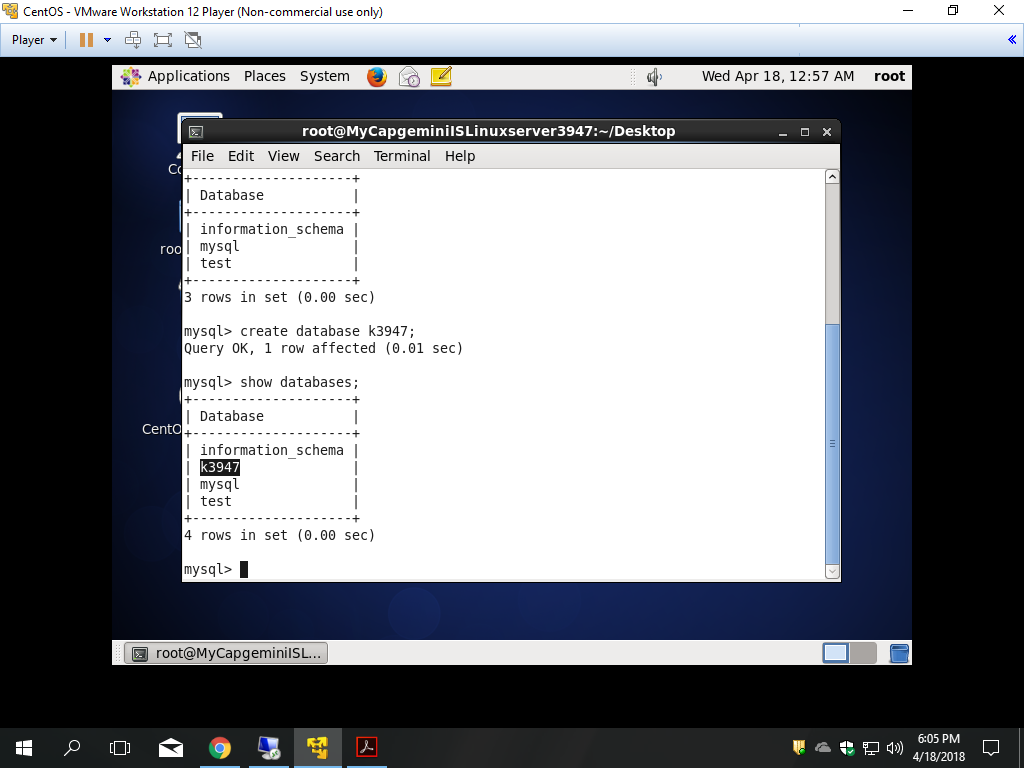 CentOS - VMware Workstation 12 Player (Non-commercial use only)
Player
Applications Places System Wed Apr 18, 12:57 AM root
root@MyCapgeminiISLinuxserver3947:~/Desktop
File Edit View Search Terminal Help
+--------------------+
| Database           |
+--------------------+
| information_schema |
| mysql              |
| test               |
+--------------------+
3 rows in set (0.00 sec)
mysql> create database k3947;
Query OK, 1 row affected (0.01 sec)
mysql> show databases;
+--------------------+
| Database           |
+--------------------+
| information_schema |
| k3947              |
| mysql              |
| test               |
+--------------------+
4 rows in set (0.00 sec)
mysql>
Co
roo
CentO
root@MyCapgeminiISL...
6:05 PM
4/18/2018